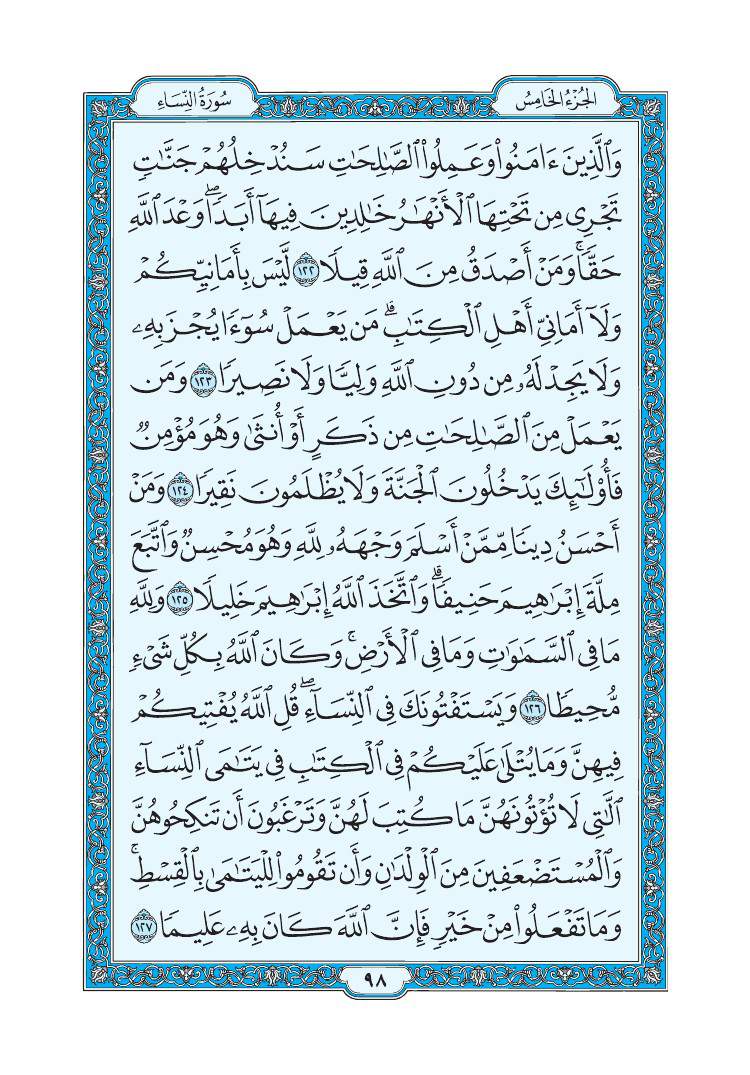 الجُزْءُ الخَامِسُ
سُورَةُ النِّسَاءِ
وَٱلَّذِينَ ءَامَنُوا۟ وَعَمِلُوا۟ ٱلصَّـٰلِحَـٰتِ سَنُدْخِلُهُمْ جَنَّـٰتٍ
تَجْرِى مِن تَحْتِهَا ٱلْأَنْهَـٰرُ خَـٰلِدِينَ فِيهَآ أَبَدًا ۖ وَعْدَ ٱللَّهِ
حَقًّا ۚ وَمَنْ أَصْدَقُ مِنَ ٱللَّهِ قِيلًا ١٢٢ لَّيْسَ بِأَمَانِيِّكُمْ
وَلَآ أَمَانِىِّ أَهْلِ ٱلْكِتَـٰبِ ۗ مَن يَعْمَلْ سُوٓءًا يُجْزَ بِهِۦ
وَلَا يَجِدْ لَهُۥ مِن دُونِ ٱللَّهِ وَلِيًّا وَلَا نَصِيرًا ١٢٣ وَمَن
يَعْمَلْ مِنَ ٱلصَّـٰلِحَـٰتِ مِن ذَكَرٍ أَوْ أُنثَىٰ وَهُوَ مُؤْمِنٌ
فَأُو۟لَـٰٓئِكَ يَدْخُلُونَ ٱلْجَنَّةَ وَلَا يُظْلَمُونَ نَقِيرًا ١٢٤ وَمَنْ
أَحْسَنُ دِينًا مِّمَّنْ أَسْلَمَ وَجْهَهُۥ لِلَّهِ وَهُوَ مُحْسِنٌ وَٱتَّبَعَ
مِلَّةَ إِبْرَٰهِيمَ حَنِيفًا ۗ وَٱتَّخَذَ ٱللَّهُ إِبْرَٰهِيمَ خَلِيلًا ١٢٥ وَلِلَّهِ
مَا فِى ٱلسَّمَـٰوَٰتِ وَمَا فِى ٱلْأَرْضِ ۚ وَكَانَ ٱللَّهُ بِكُلِّ شَىْءٍ
مُّحِيطًا ١٢٦ وَيَسْتَفْتُونَكَ فِى ٱلنِّسَآءِ ۖ قُلِ ٱللَّهُ يُفْتِيكُمْ
فِيهِنَّ وَمَا يُتْلَىٰ عَلَيْكُمْ فِى ٱلْكِتَـٰبِ فِى يَتَـٰمَى ٱلنِّسَآءِ
ٱلَّـٰتِى لَا تُؤْتُونَهُنَّ مَا كُتِبَ لَهُنَّ وَتَرْغَبُونَ أَن تَنكِحُوهُنَّ
وَٱلْمُسْتَضْعَفِينَ مِنَ ٱلْوِلْدَٰنِ وَأَن تَقُومُوا۟ لِلْيَتَـٰمَىٰ بِٱلْقِسْطِ ۚ
وَمَا تَفْعَلُوا۟ مِنْ خَيْرٍ فَإِنَّ ٱللَّهَ كَانَ بِهِۦ عَلِيمًا ١٢٧
٩٨